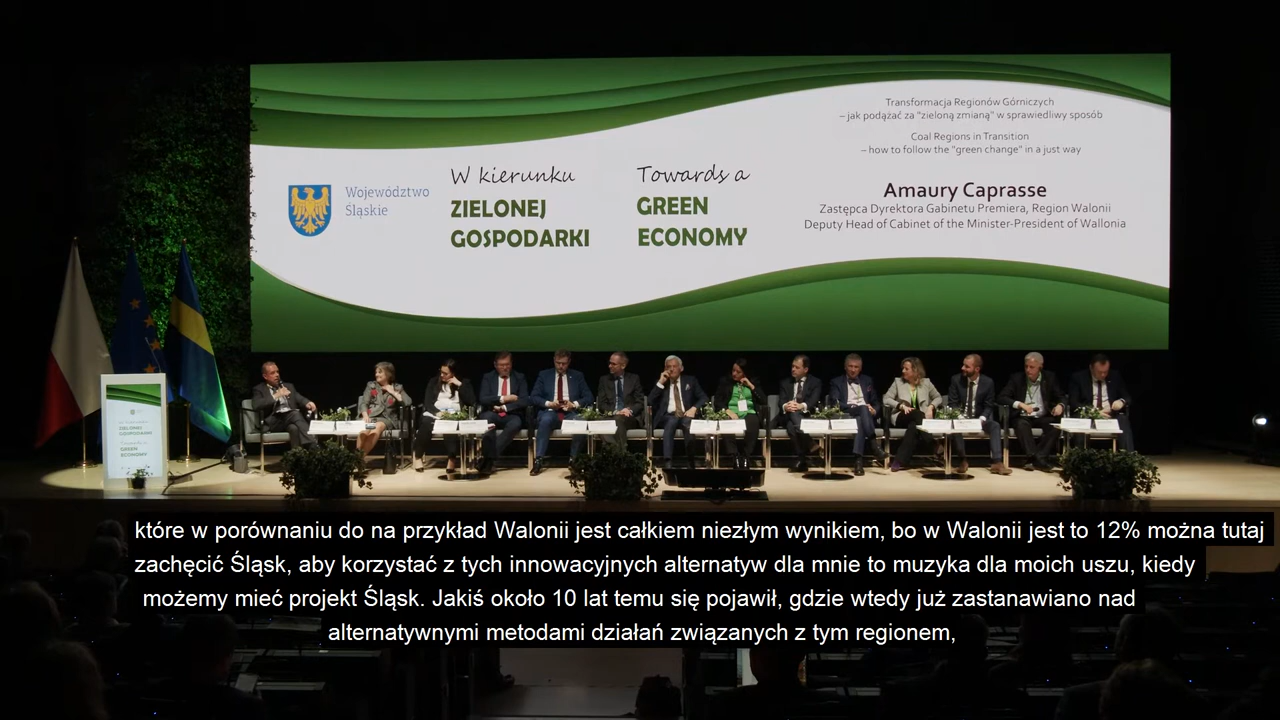 Transformacja Regionów Górniczych
– jak podążać za "zieloną zmianą" w sprawiedliwy sposób
Coal Regions in Transition
– how to follow the "green change" in a just way
Województwo
Śląskie
W kierunku
ZIELONEJ
GOSPODARKI
Towards a
GREEN
ECONOMY
Amaury Caprasse
Zastępca Dyrektora Gabinetu Premiera, Region Walonii
Deputy Head of Cabinet of the Minister-President of Wallonia
ZIELONEJ
GOSPODARKI
GREEN
ECONOMY
które w porównaniu do na przykład Walonii jest całkiem niezłym wynikiem, bo w Walonii jest to 12% można tutaj
zachęcić Śląsk, aby korzystać z tych innowacyjnych alternatyw dla mnie to muzyka dla moich uszu, kiedy
możemy mieć projekt Śląsk. Jakiś około 10 lat temu się pojawił, gdzie wtedy już zastanawiano nad
alternatywnymi metodami działań związanych z tym regionem,